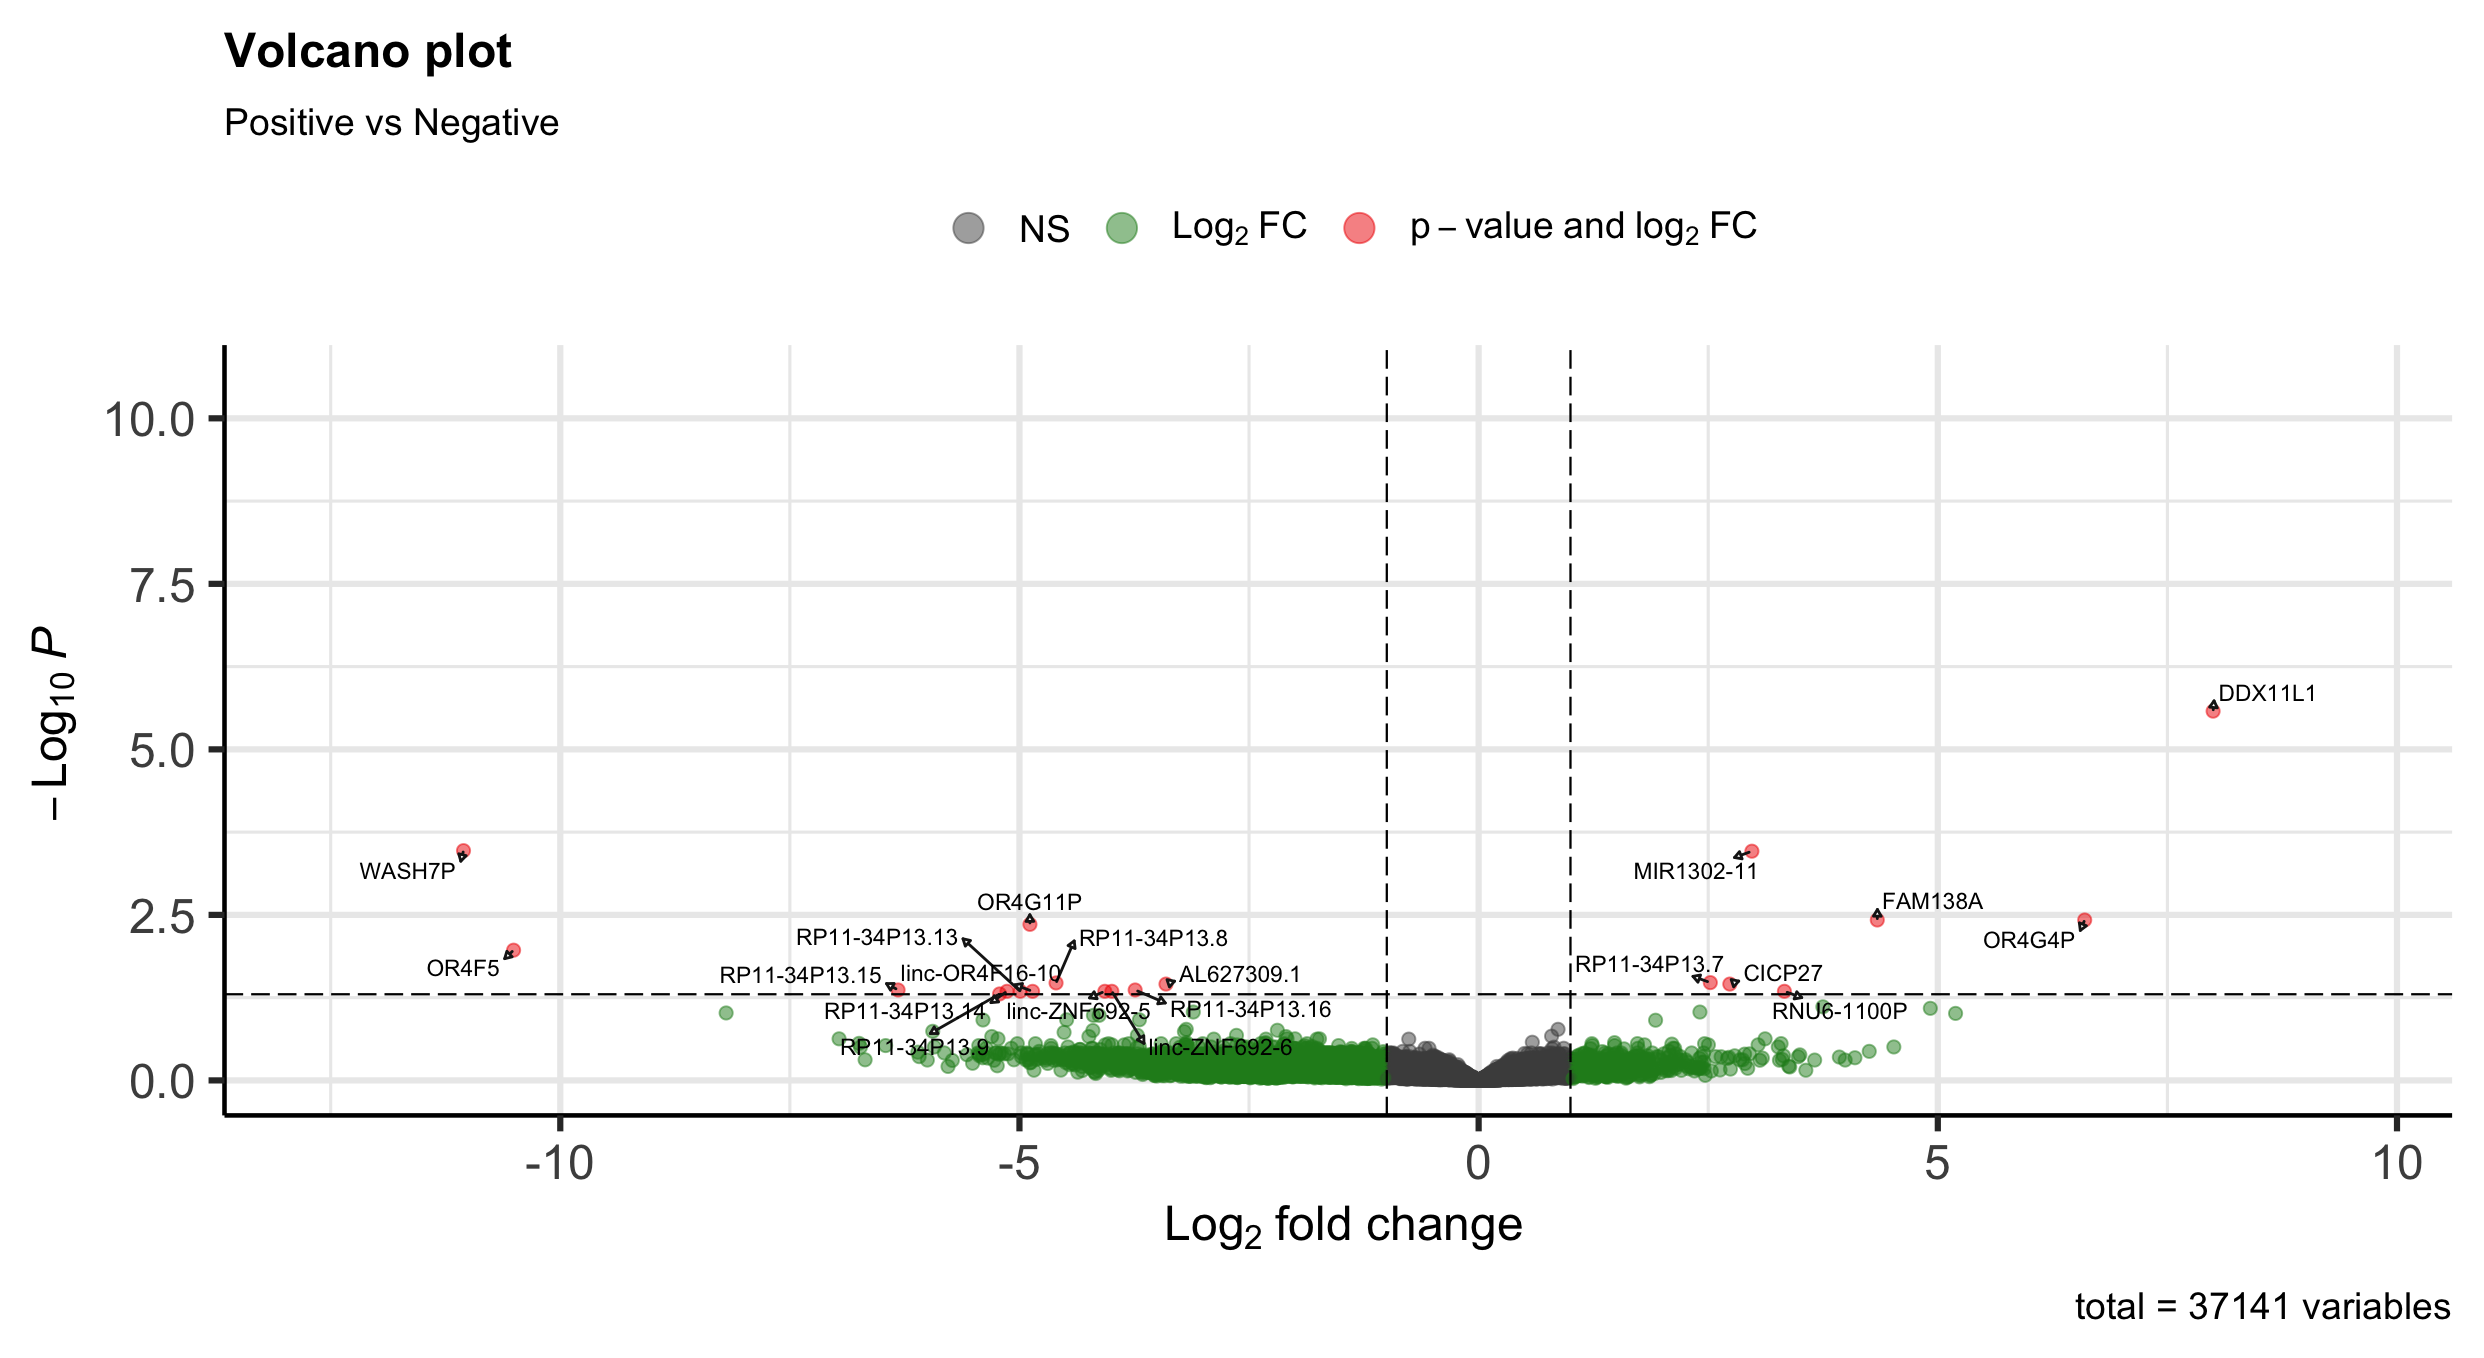 Volcano plot
Positive vs Negative
NS Log₂ FC p – value and log₂ FC
– Log₁₀ P
10.0
7.5
5.0
2.5
0.0
DDX11L1
WASH7P
MIR1302-11
OR4G11P
FAM138A
RP11-34P13.13
RP11-34P13.8
OR4G4P
OR4F5
RP11-34P13.15
linc-OR4F16-10
AL627309.1
RP11-34P13.7
CICP27
RP11-34P13.14
linc-ZNF692-5
RP11-34P13.16
RNU6-1100P
RP11-34P13.9
linc-ZNF692-6
-10 -5 0 5 10
Log₂ fold change
total = 37141 variables